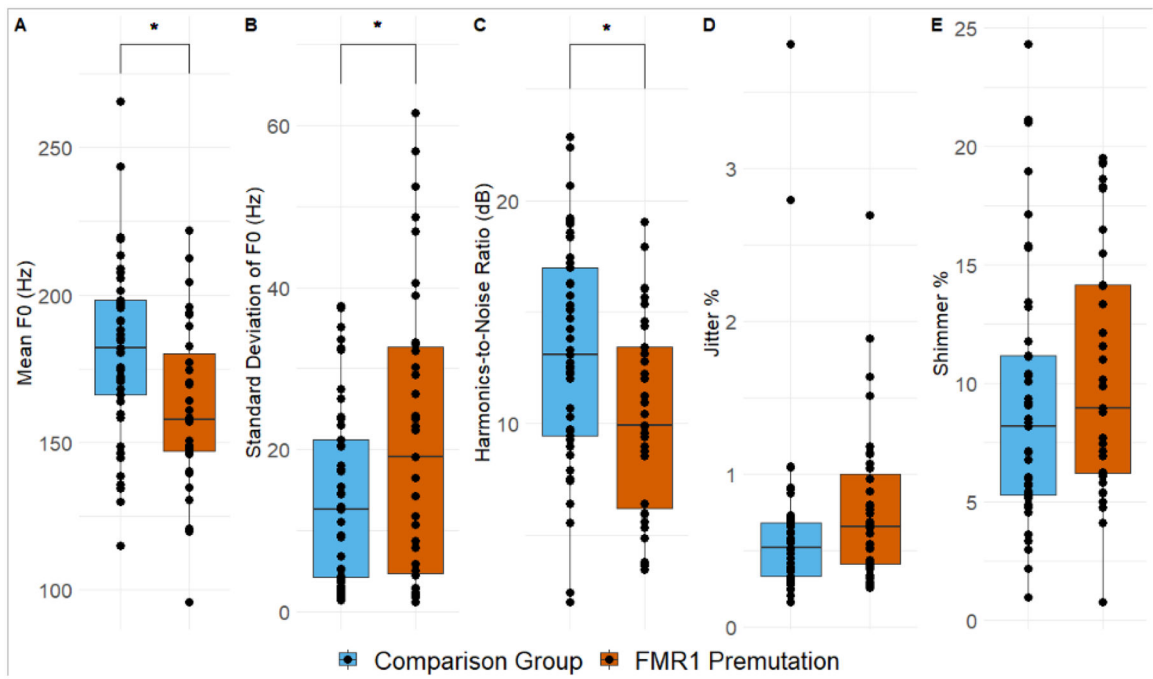 A
*
Mean F0 (Hz)
250
200
150
100
B
*
Standard Deviation of F0 (Hz)
60
40
20
0
C
*
Harmonics-to-Noise Ratio (dB)
20
10
D
Jitter %
3
2
1
0
E
Shimmer %
25
20
15
10
5
0
Comparison Group FMR1 Premutation